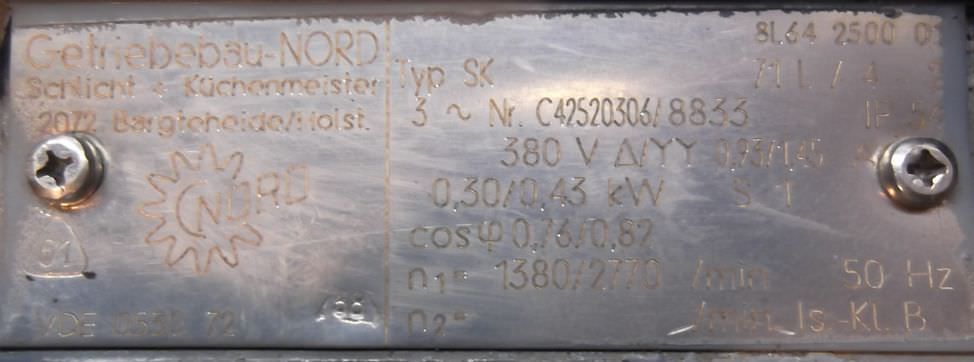 Getriebebau-NORD
Schlicht + Küchenmeister
2072 Bargteheide/Holst.
NORD
VDE 0530 72
8L64 2500
Typ SK 71 L / 4
3 ~ Nr. C42520306/8833 IP 54
380 V Δ/YY 0,93/1,45 A
0,30/0,43 kW S 1
cosφ 0,76/0,82
n₁= 1380/2770 /min 50 Hz
n₂= /min Is.-Kl. B